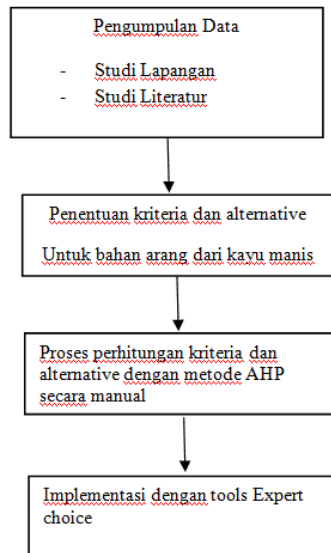 Pengumpulan Data
- Studi Lapangan
- Studi Literatur
Penentuan kriteria dan alternative
Untuk bahan arang dari kayu manis
Proses perhitungan kriteria dan
alternative dengan metode AHP
secara manual
Implementasi dengan tools Expert
choice